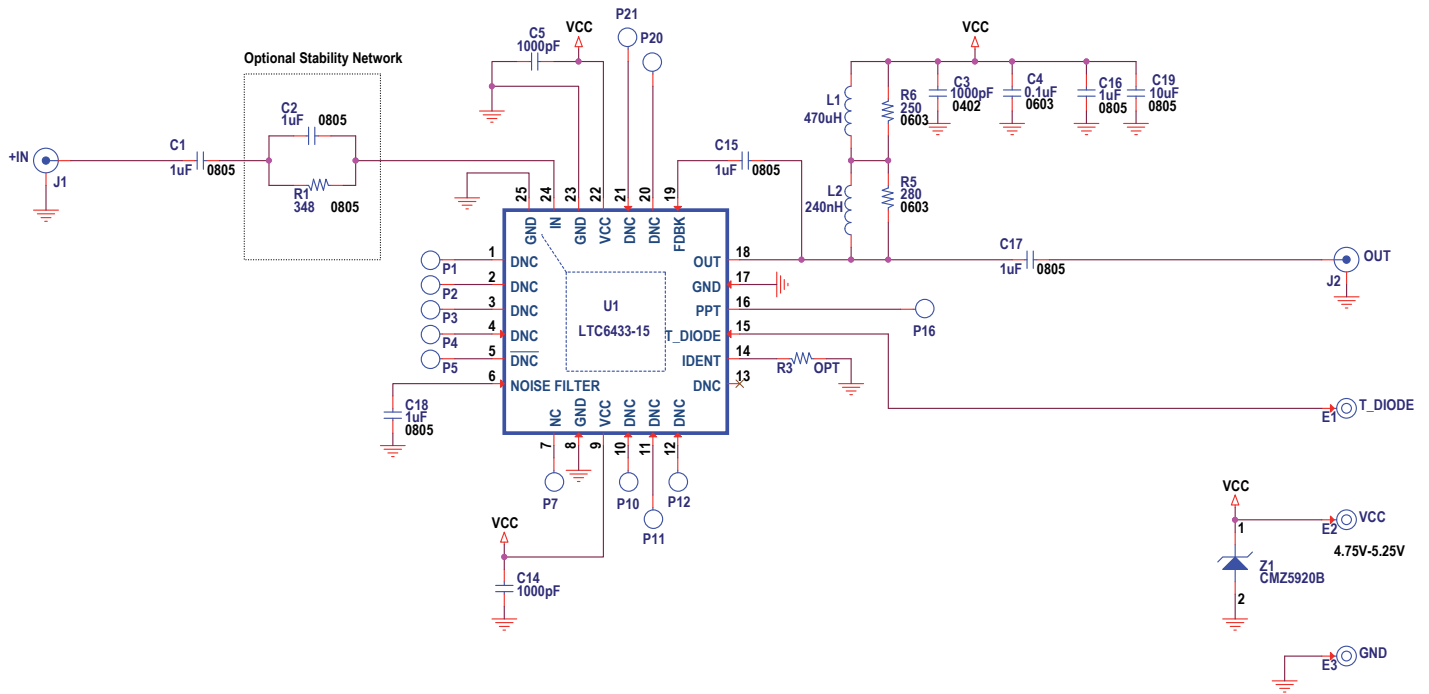 Optional Stability Network
C2
1uF 0805
+IN
J1
C1
1uF 0805
R1
348 0805
C5
1000pF
VCC
P21
P20
VCC
L1
470uH
R6
250
0603
C3
1000pF
0402
C4
0.1uF
0603
C16
1uF
0805
C19
10uF
0805
C15
1uF 0805
L2
240nH
R5
280
0603
25 24 23 22 21 20 19
GND IN GND VCC DNC DNC FDBK
1 DNC
P1
2 DNC
P2
3 DNC
P3
4 DNC
P4
5 DNC
P5
6 NOISE FILTER
U1
LTC6433-15
OUT 18
GND 17
PPT 16
T_DIODE 15
IDENT 14
DNC 13
NC GND VCC DNC DNC DNC
7 8 9 10 11 12
C17
1uF 0805
OUT
J2
P16
R3 OPT
T_DIODE
E1
C18
1uF
0805
P7
P10
P11
P12
VCC
C14
1000pF
VCC
1
Z1
CMZ5920B
2
VCC
E2
4.75V-5.25V
GND
E3